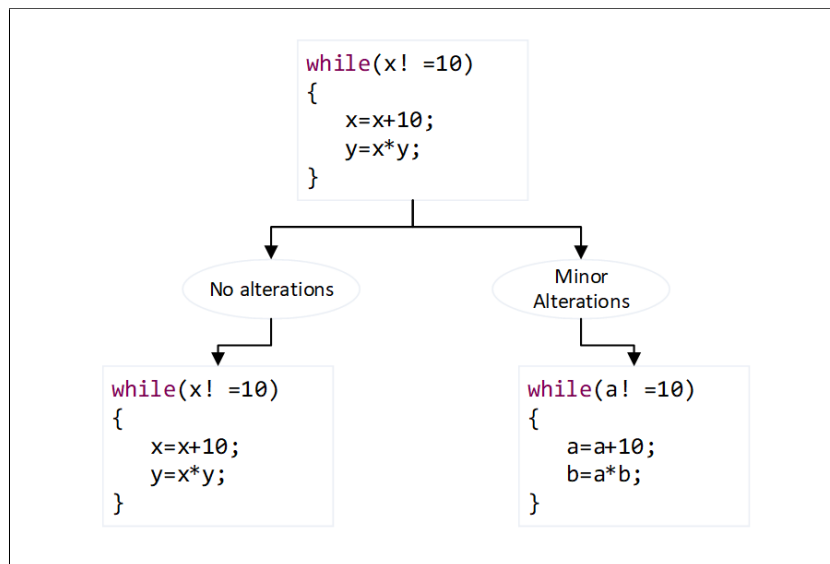 while(x! =10)
{
x=x+10;
y=x*y;
}
No alterations
Minor
Alterations
while(x! =10)
{
x=x+10;
y=x*y;
}
while(a! =10)
{
a=a+10;
b=a*b;
}